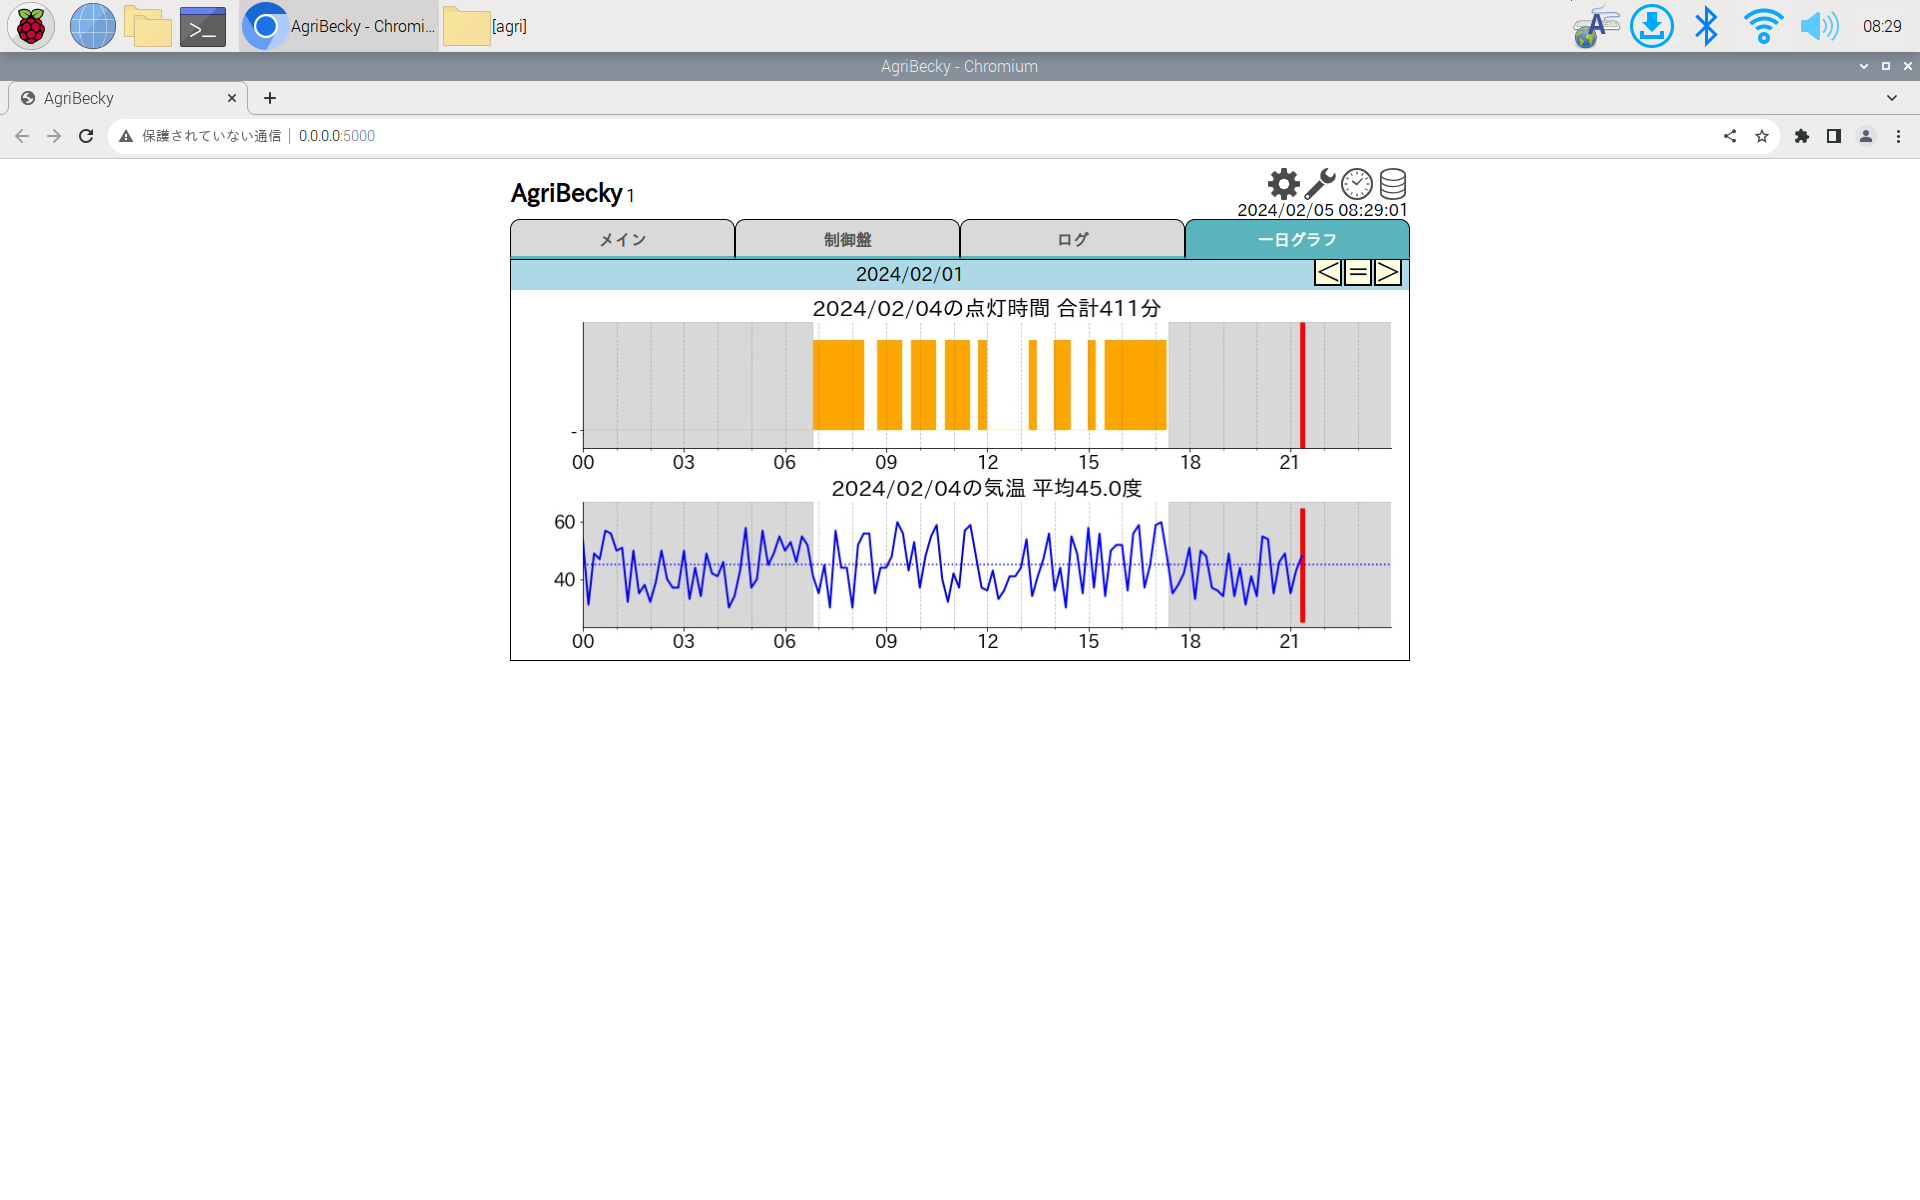 AgriBecky - Chromi... [agri] 08:29
AgriBecky - Chromium
AgriBecky
保護されていない通信 0.0.0.0:5000
AgriBecky 1
2024/02/05 08:29:01
メイン 制御盤 ログ 一日グラフ
2024/02/01 < = >
2024/02/04の点灯時間 合計411分
-
00 03 06 09 12 15 18 21
2024/02/04の気温 平均45.0度
60
40
00 03 06 09 12 15 18 21